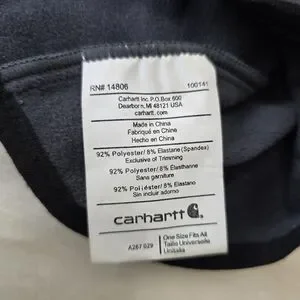 RN# 14806 100141
Carhartt Inc P.O.Box 600
Dearborn, MI 48121 USA
carhartt.com
Made in China
Fabriqué en Chine
Hecho en China
92% Polyester/ 8% Elastane(Spandex)
Exclusive of Trimming
92% Polyester/ 8% Elasthanne
Sans garniture
92% Poliéster/ 8% Elastano
Sin incluir adorno
carhartt
A267 029
One Size Fits All
Taille Universelle
Unitalla